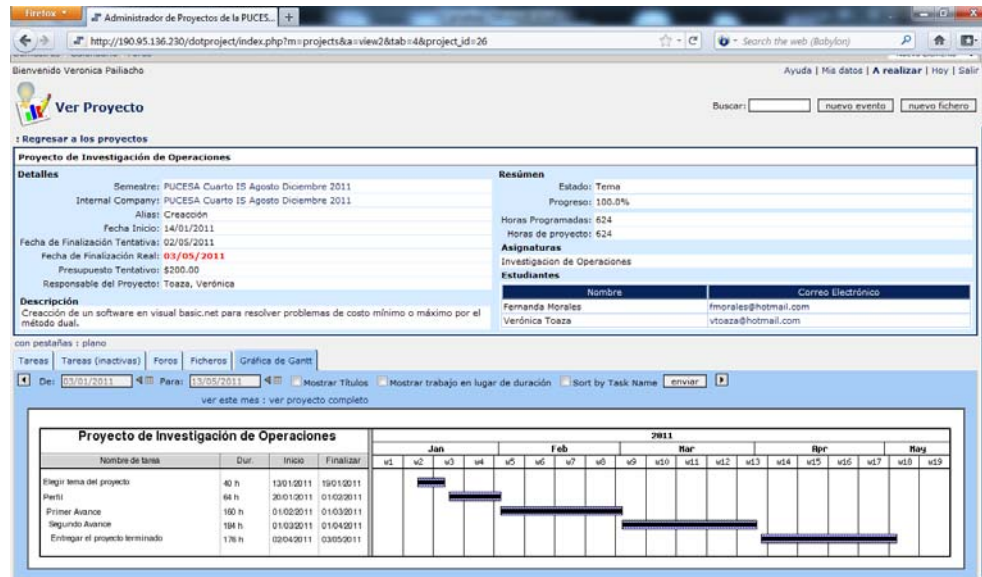 Firefox
Administrador de Proyectos de la PUCES...
http://190.95.136.230/dotproject/index.php?m=projects&a=view2&tab=4&project_id=26
Search the web (Babylon)
Bienvenido Veronica Pailiacho
Ayuda | Mis datos | A realizar | Hoy | Salir
Ver Proyecto
Buscar:
nuevo evento
nuevo fichero
: Regresar a los proyectos
Proyecto de Investigación de Operaciones
Detalles
Semestre: PUCESA Cuarto IS Agosto Diciembre 2011
Internal Company: PUCESA Cuarto IS Agosto Diciembre 2011
Alias: Creacción
Fecha Inicio: 14/01/2011
Fecha de Finalización Tentativa: 02/05/2011
Fecha de Finalización Real: 03/05/2011
Presupuesto Tentativo: $200.00
Responsable del Proyecto: Toaza, Verónica
Descripción
Creacción de un software en visual basic.net para resolver problemas de costo mínimo o máximo por el
método dual.
Resúmen
Estado: Tema
Progreso: 100.0%
Horas Programadas: 624
Horas de proyecto: 624
Asignaturas
Investigacion de Operaciones
Estudiantes
Nombre Correo Electrónico
Fernanda Morales fmorales@hotmail.com
Verónica Toaza vtoaza@hotmail.com
con pestañas : plano
Tareas Tareas (inactivas) Foros Ficheros Gráfica de Gantt
De: 03/01/2011 Para: 13/05/2011 Mostrar Títulos Mostrar trabajo en lugar de duración Sort by Task Name enviar
ver este mes : ver proyecto completo
Proyecto de Investigación de Operaciones
2011
Jan Feb Mar Apr May
Nombre de tarea Dur. Inicio Finalizar w1 w2 w3 w4 w5 w6 w7 w8 w9 w10 w11 w12 w13 w14 w15 w16 w17 w18 w19
Elegir tema del proyecto 40 h 13/01/2011 19/01/2011
Perfil 64 h 20/01/2011 01/02/2011
Primer Avance 160 h 01/02/2011 01/03/2011
Segundo Avance 184 h 01/03/2011 01/04/2011
Entregar el proyecto terminado 176 h 02/04/2011 03/05/2011